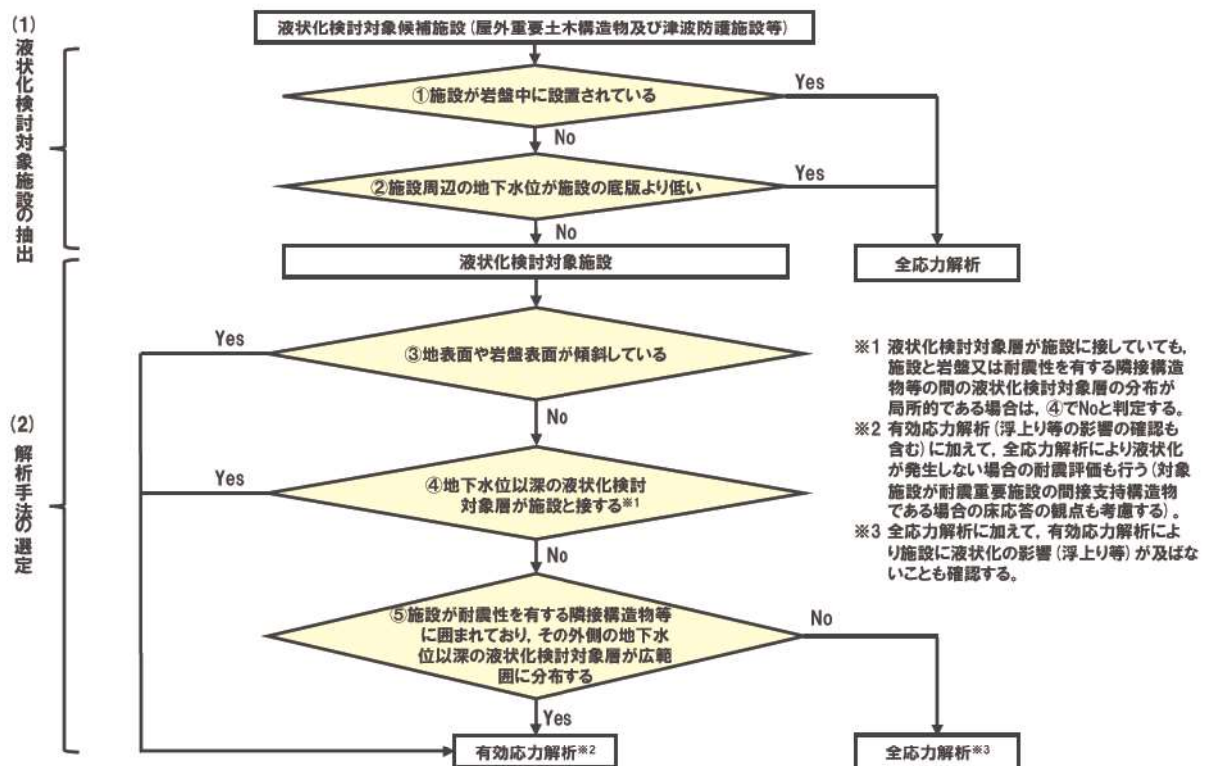 (1)
液状化検討対象施設の抽出
液状化検討対象候補施設(屋外重要土木構造物及び津波防護施設等)
①施設が岩盤中に設置されている
Yes
No
②施設周辺の地下水位が施設の底版より低い
Yes
No
液状化検討対象施設
全応力解析
(2)
解析手法の選定
③地表面や岩盤表面が傾斜している
Yes
No
④地下水位以深の液状化検討
対象層が施設と接する※1
Yes
No
⑤施設が耐震性を有する隣接構造物等
に囲まれており,その外側の地下水
位以深の液状化検討対象層が広範
囲に分布する
No
Yes
有効応力解析※2
全応力解析※3
※1 液状化検討対象層が施設に接していても,
施設と岩盤又は耐震性を有する隣接構造
物等の間の液状化検討対象層の分布が
局所的である場合は,④でNoと判定する。
※2 有効応力解析(浮上り等の影響の確認も
含む)に加えて,全応力解析により液状化
が発生しない場合の耐震評価も行う(対象
施設が耐震重要施設の間接支持構造物
である場合の床応答の観点も考慮する)。
※3 全応力解析に加えて,有効応力解析によ
り施設に液状化の影響(浮上り等)が及ばな
いことも確認する。